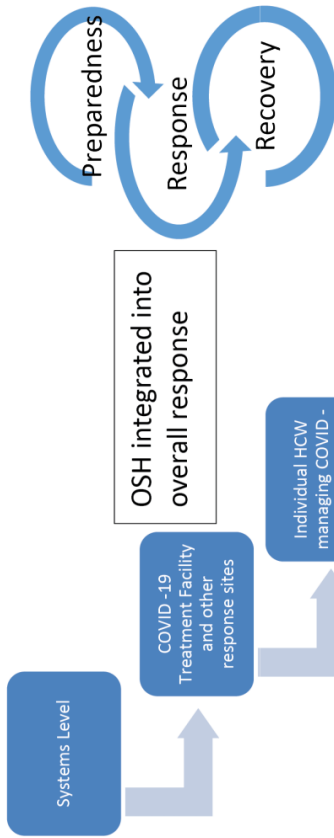 Systems Level
COVID -19
Treatment Facility
and other
response sites
Individual HCW
managing COVID -
OSH integrated into
overall response
Preparedness
Response
Recovery